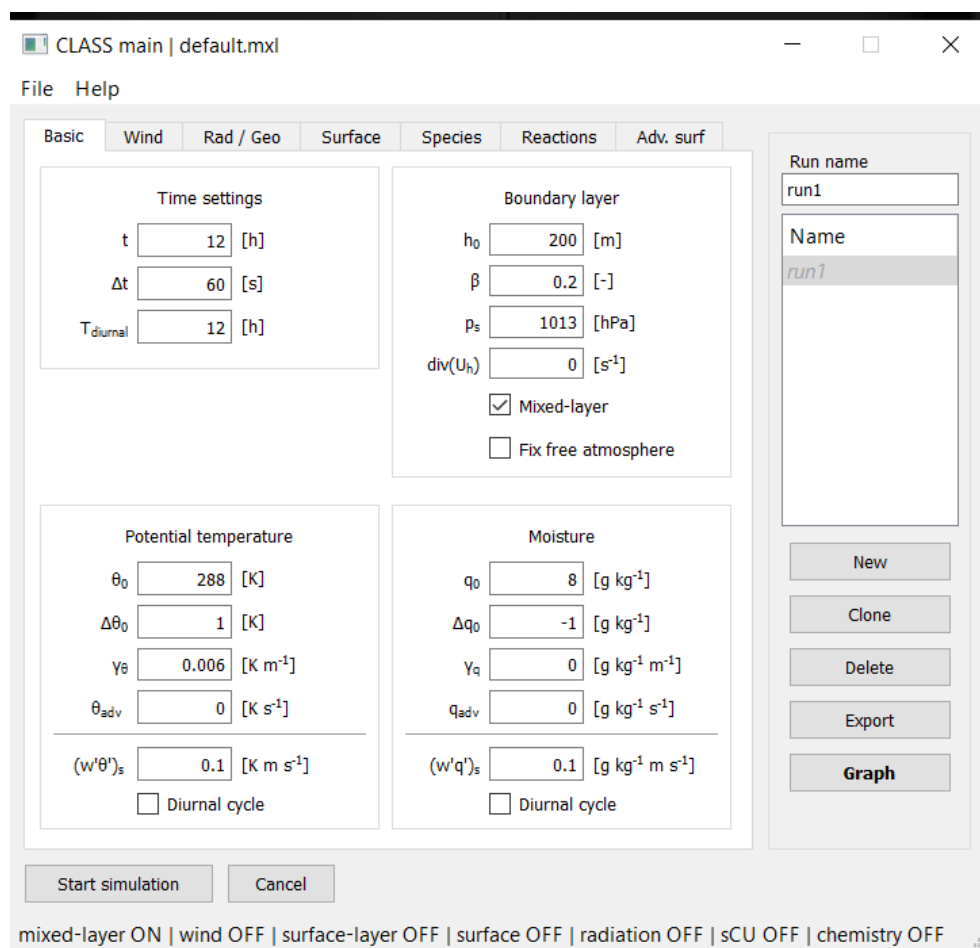 CLASS main | default.mxl
File Help
Basic Wind Rad / Geo Surface Species Reactions Adv. surf
Time settings
t 12 [h]
Δt 60 [s]
T_diurnal 12 [h]
Boundary layer
h₀ 200 [m]
β 0.2 [-]
pₛ 1013 [hPa]
div(Uₕ) 0 [s⁻¹]
Mixed-layer
Fix free atmosphere
Potential temperature
θ₀ 288 [K]
Δθ₀ 1 [K]
γ_θ 0.006 [K m⁻¹]
θ_adv 0 [K s⁻¹]
(w'θ')ₛ 0.1 [K m s⁻¹]
Diurnal cycle
Moisture
q₀ 8 [g kg⁻¹]
Δq₀ -1 [g kg⁻¹]
γ_q 0 [g kg⁻¹ m⁻¹]
q_adv 0 [g kg⁻¹ s⁻¹]
(w'q')ₛ 0.1 [g kg⁻¹ m s⁻¹]
Diurnal cycle
Run name
run1
Name
run1
New
Clone
Delete
Export
Graph
Start simulation Cancel
mixed-layer ON | wind OFF | surface-layer OFF | surface OFF | radiation OFF | sCU OFF | chemistry OFF